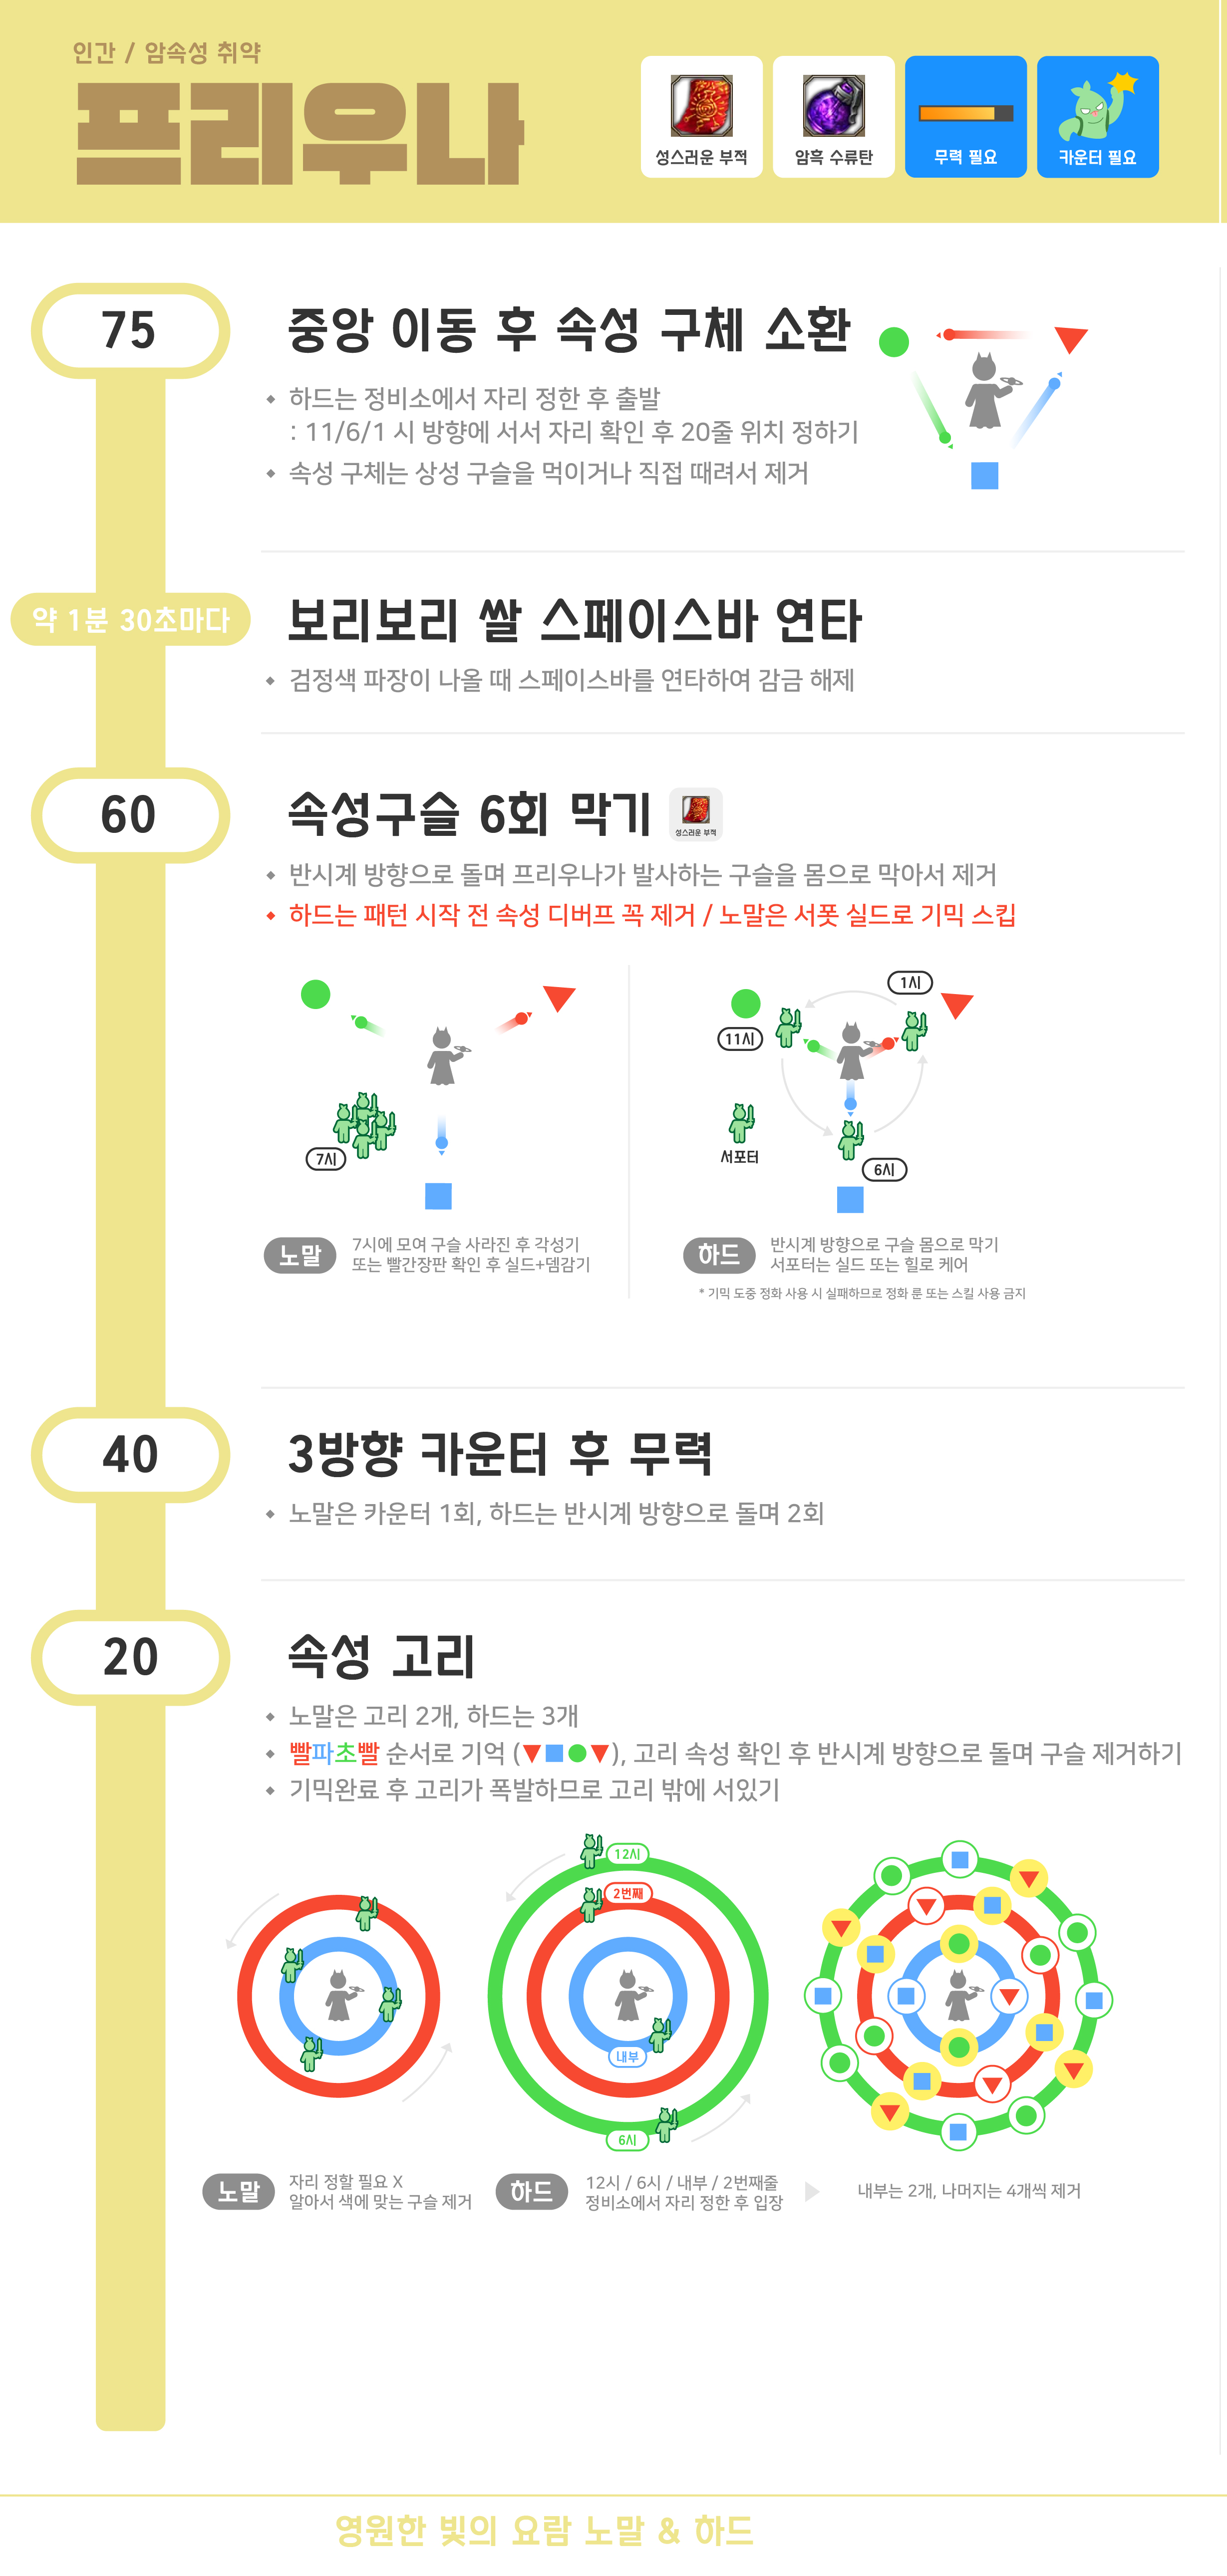 인간 / 암속성 취약
프리우나
성스러운 부적
암흑 수류탄
무력 필요
카운터 필요
75
중앙 이동 후 속성 구체 소환
하드는 정비소에서 자리 정한 후 출발
: 11/6/1 시 방향에 서서 자리 확인 후 20줄 위치 정하기
속성 구체는 상성 구슬을 먹이거나 직접 때려서 제거
약 1분 30초마다
보리보리 쌀 스페이스바 연타
검정색 파장이 나올 때 스페이스바를 연타하여 감금 해제
60
속성구슬 6회 막기
성스러운 부적
반시계 방향으로 돌며 프리우나가 발사하는 구슬을 몸으로 막아서 제거
하드는 패턴 시작 전 속성 디버프 꼭 제거 / 노말은 서폿 실드로 기믹 스킵
7시
1시
11시
서포터
6시
노말
7시에 모여 구슬 사라진 후 각성기
또는 빨간장판 확인 후 실드+뎀감기
하드
반시계 방향으로 구슬 몸으로 막기
서포터는 실드 또는 힐로 케어
* 기믹 도중 정화 사용 시 실패하므로 정화 룬 또는 스킬 사용 금지
40
3방향 카운터 후 무력
노말은 카운터 1회, 하드는 반시계 방향으로 돌며 2회
20
속성 고리
노말은 고리 2개, 하드는 3개
빨파초빨 순서로 기억 (▼■●▼), 고리 속성 확인 후 반시계 방향으로 돌며 구슬 제거하기
기믹완료 후 고리가 폭발하므로 고리 밖에 서있기
12시
2번째
내부
6시
노말
자리 정할 필요 X
알아서 색에 맞는 구슬 제거
하드
12시 / 6시 / 내부 / 2번째줄
정비소에서 자리 정한 후 입장
내부는 2개, 나머지는 4개씩 제거
영원한 빛의 요람 노말 & 하드